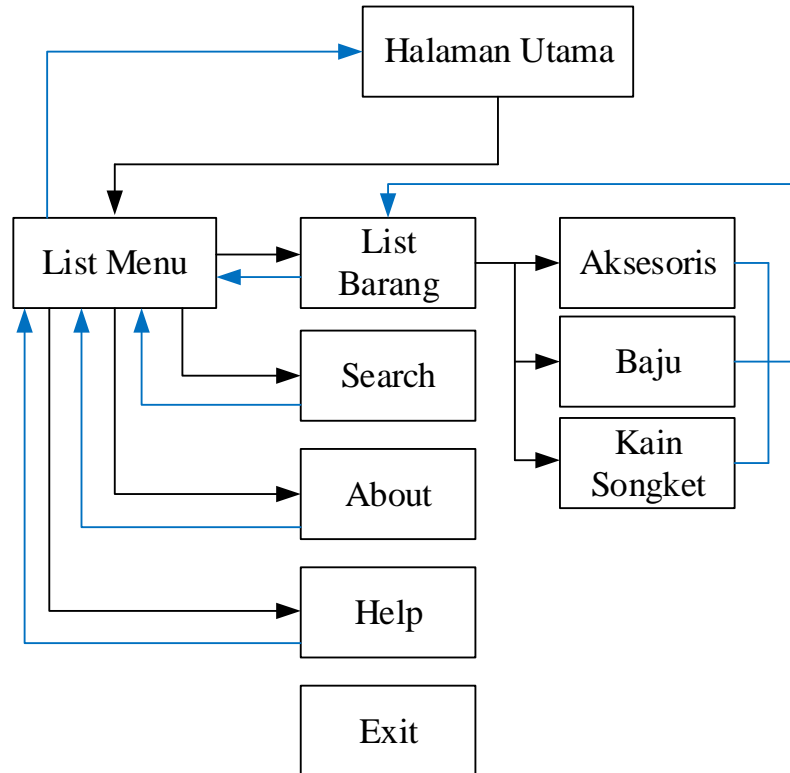 Halaman Utama
List Menu
List
Barang
Aksesoris
Search
Baju
Kain
Songket
About
Help
Exit